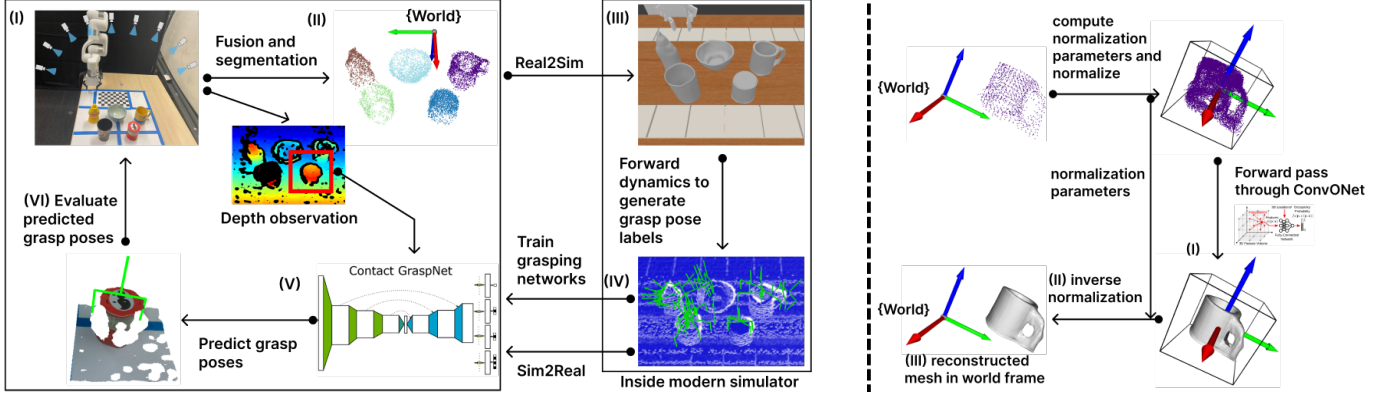 (I)
Fusion and
segmentation
(II)
{World}
Real2Sim
(III)
Depth observation
(VI) Evaluate
predicted
grasp poses
Forward
dynamics to
generate
grasp pose
labels
Train
grasping
networks
(IV)
Contact GraspNet
(V)
Predict grasp
poses
Sim2Real
Inside modern simulator
compute
normalization
parameters and
normalize
{World}
normalization
parameters
Forward pass
through ConvONet
(I)
(II) inverse
normalization
{World}
(III) reconstructed
mesh in world frame